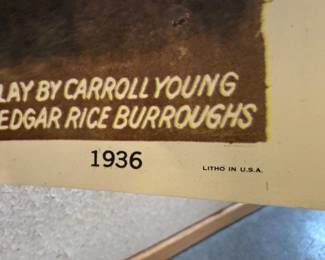 LAY BY CARROLL YOUNG
EDGAR RICE BURROUGHS
1936
LITHO IN U.S.A.